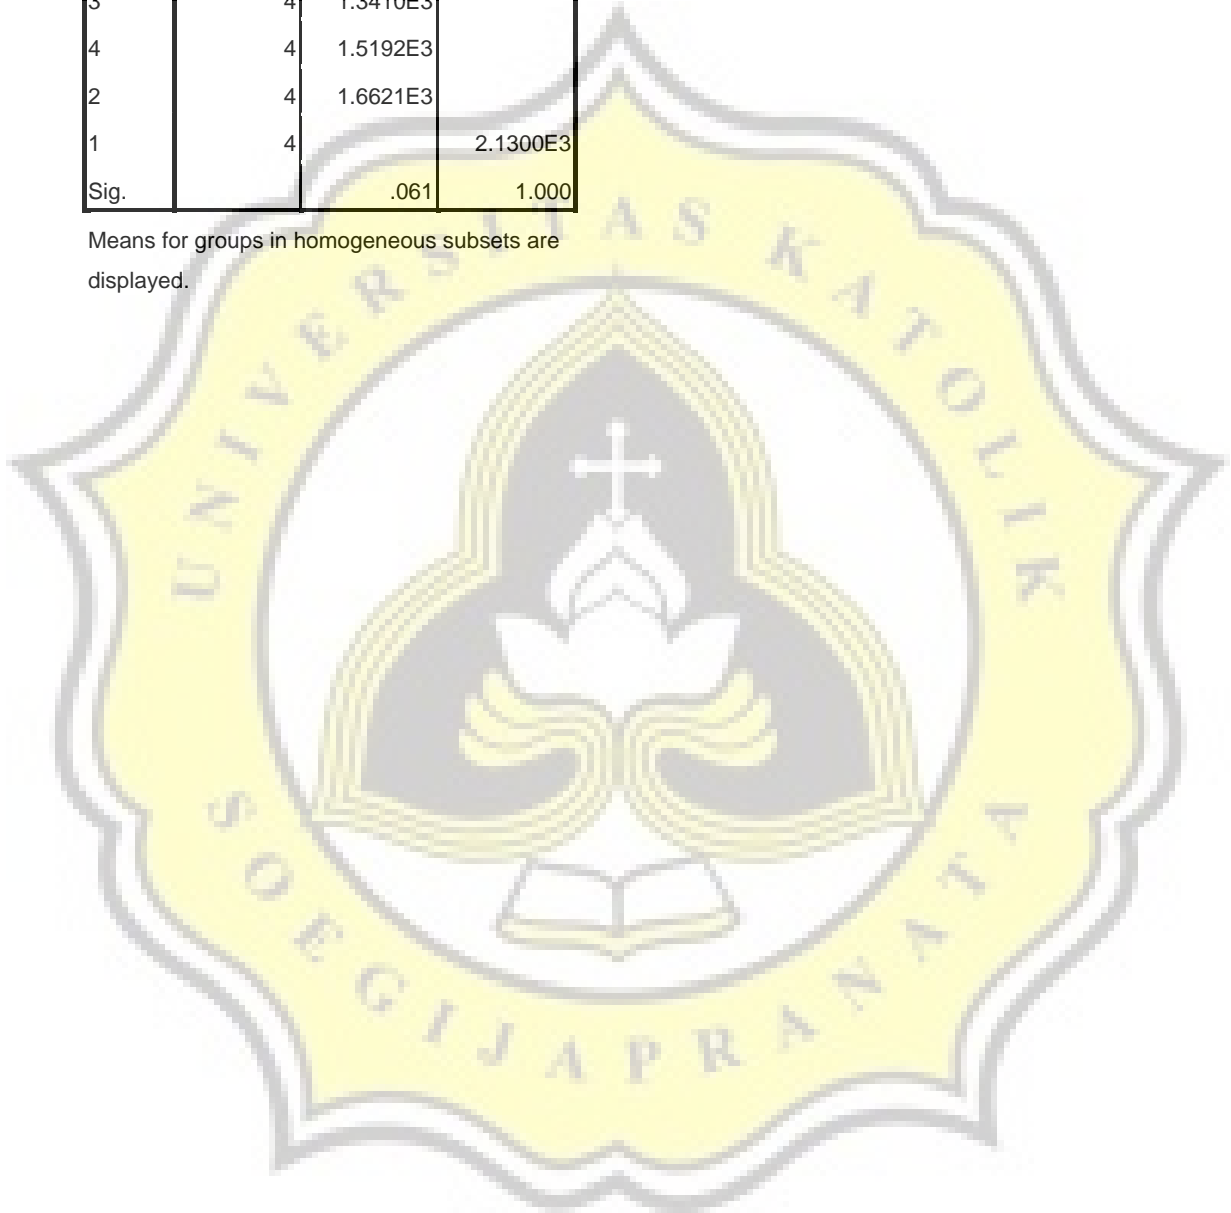 3 4 1.3410E3
4 4 1.5192E3
2 4 1.6621E3
1 4 2.1300E3
Sig. .061 1.000
Means for groups in homogeneous subsets are
displayed.
UNIVERSITAS KATOLIK
SOEGIJAPRANATA